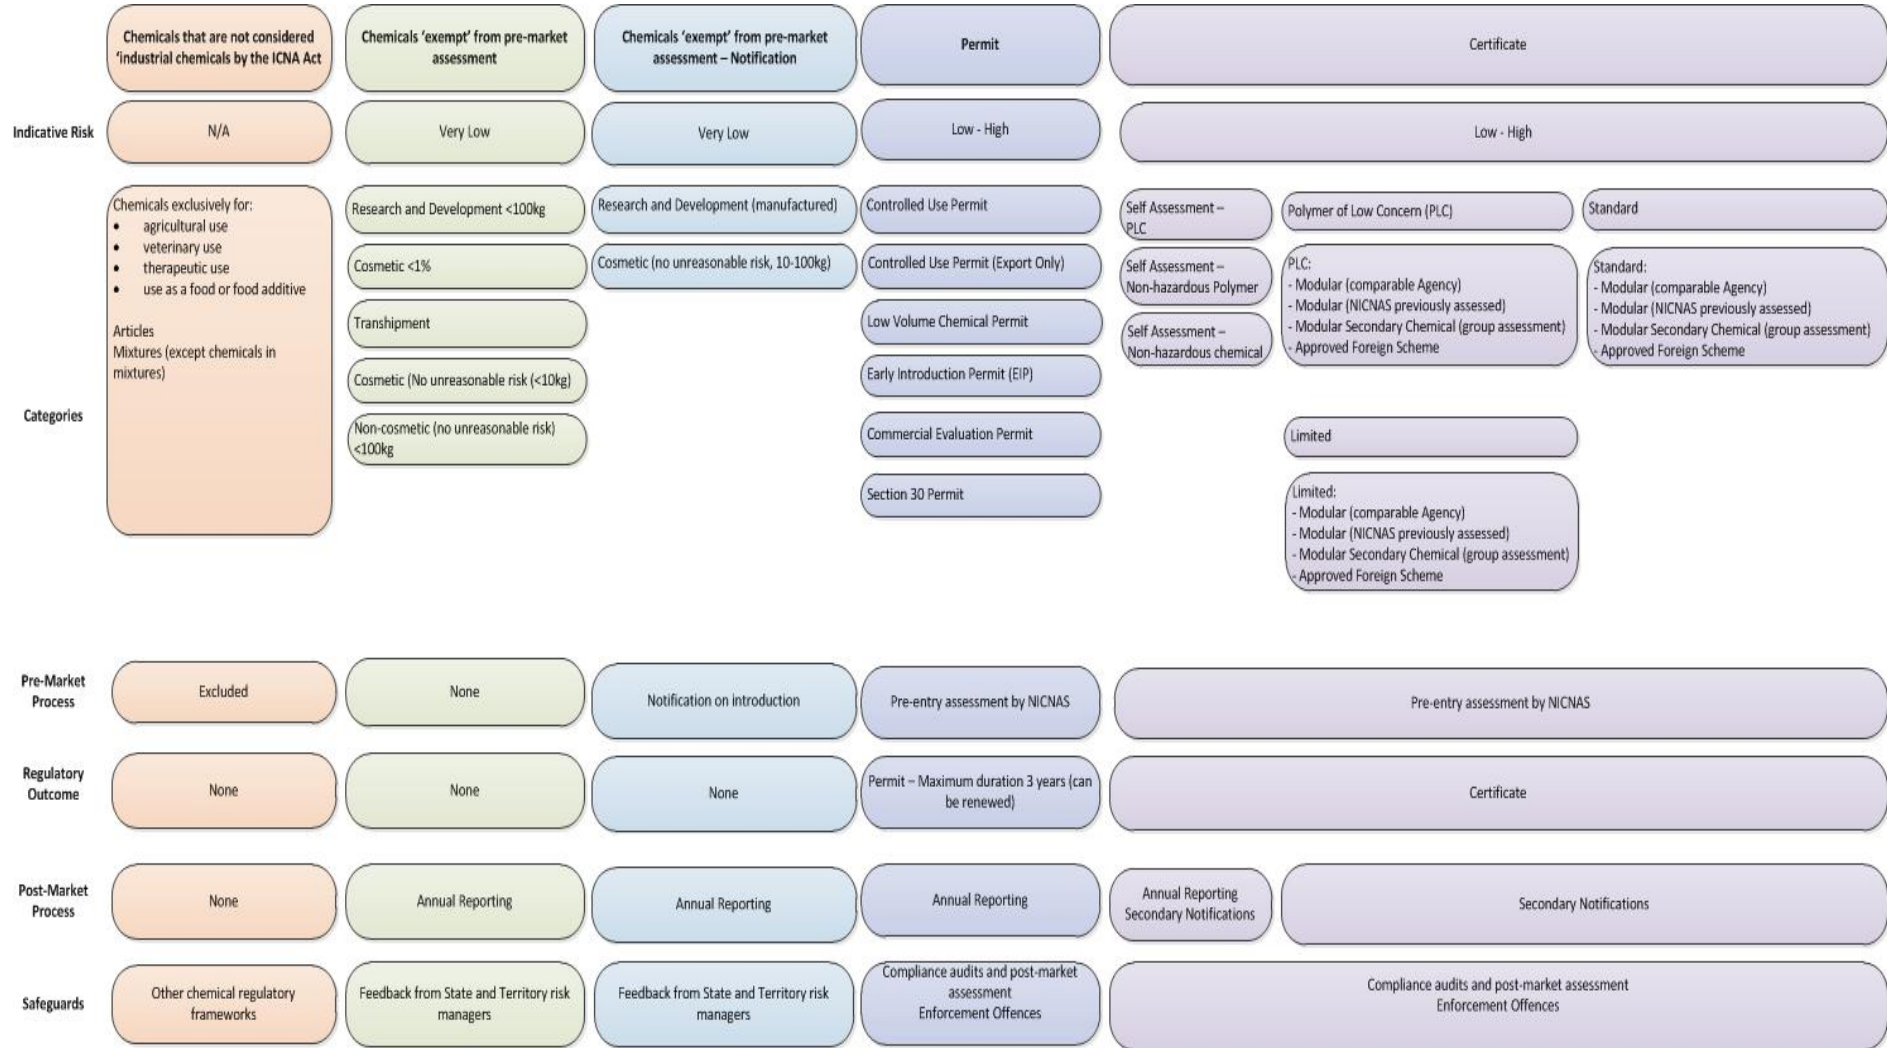 Chemicals that are not considered
'industrial chemicals by the ICNA Act
Chemicals 'exempt' from pre-market
assessment
Chemicals 'exempt' from pre-market
assessment – Notification
Permit
Certificate
Indicative Risk
N/A
Very Low
Very Low
Low - High
Low - High
Categories
Chemicals exclusively for:
• agricultural use
• veterinary use
• therapeutic use
• use as a food or food additive
Articles
Mixtures (except chemicals in
mixtures)
Research and Development <100kg
Cosmetic <1%
Transhipment
Cosmetic (No unreasonable risk (<10kg)
Non-cosmetic (no unreasonable risk)
<100kg
Research and Development (manufactured)
Cosmetic (no unreasonable risk, 10-100kg)
Controlled Use Permit
Controlled Use Permit (Export Only)
Low Volume Chemical Permit
Early Introduction Permit (EIP)
Commercial Evaluation Permit
Section 30 Permit
Self Assessment –
PLC
Self Assessment –
Non-hazardous Polymer
Self Assessment –
Non-hazardous chemical
Polymer of Low Concern (PLC)
PLC:
- Modular (comparable Agency)
- Modular (NICNAS previously assessed)
- Modular Secondary Chemical (group assessment)
- Approved Foreign Scheme
Limited
Limited:
- Modular (comparable Agency)
- Modular (NICNAS previously assessed)
- Modular Secondary Chemical (group assessment)
- Approved Foreign Scheme
Standard
Standard:
- Modular (comparable Agency)
- Modular (NICNAS previously assessed)
- Modular Secondary Chemical (group assessment)
- Approved Foreign Scheme
Pre-Market
Process
Excluded
None
Notification on introduction
Pre-entry assessment by NICNAS
Pre-entry assessment by NICNAS
Regulatory
Outcome
None
None
None
Permit – Maximum duration 3 years (can
be renewed)
Certificate
Post-Market
Process
None
Annual Reporting
Annual Reporting
Annual Reporting
Annual Reporting
Secondary Notifications
Secondary Notifications
Safeguards
Other chemical regulatory
frameworks
Feedback from State and Territory risk
managers
Feedback from State and Territory risk
managers
Compliance audits and post-market
assessment
Enforcement Offences
Compliance audits and post-market assessment
Enforcement Offences